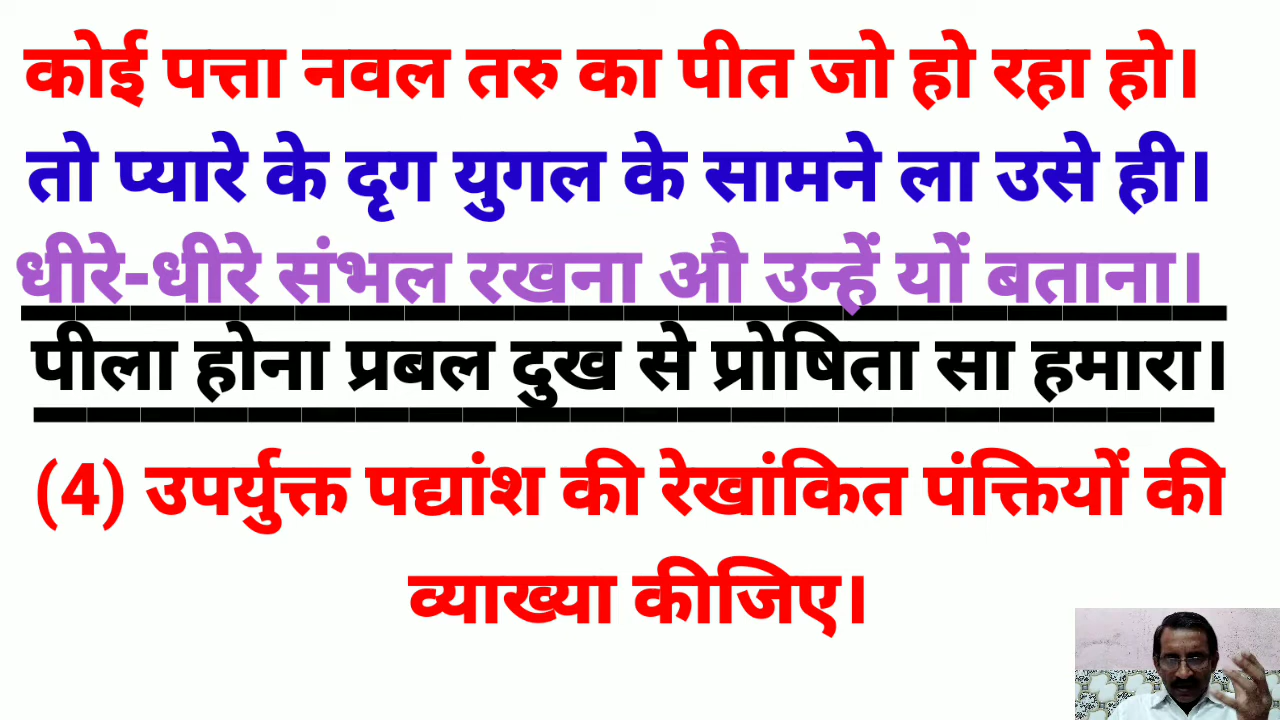 कोई पत्ता नवल तरु का पीत जो हो रहा हो।
तो प्यारे के दृग युगल के सामने ला उसे ही।
धीरे-धीरे संभल रखना औ उन्हें यों बताना।
पीला होना प्रबल दुख से प्रोषिता सा हमारा।
(4) उपर्युक्त पद्यांश की रेखांकित पंक्तियों की
व्याख्या कीजिए।